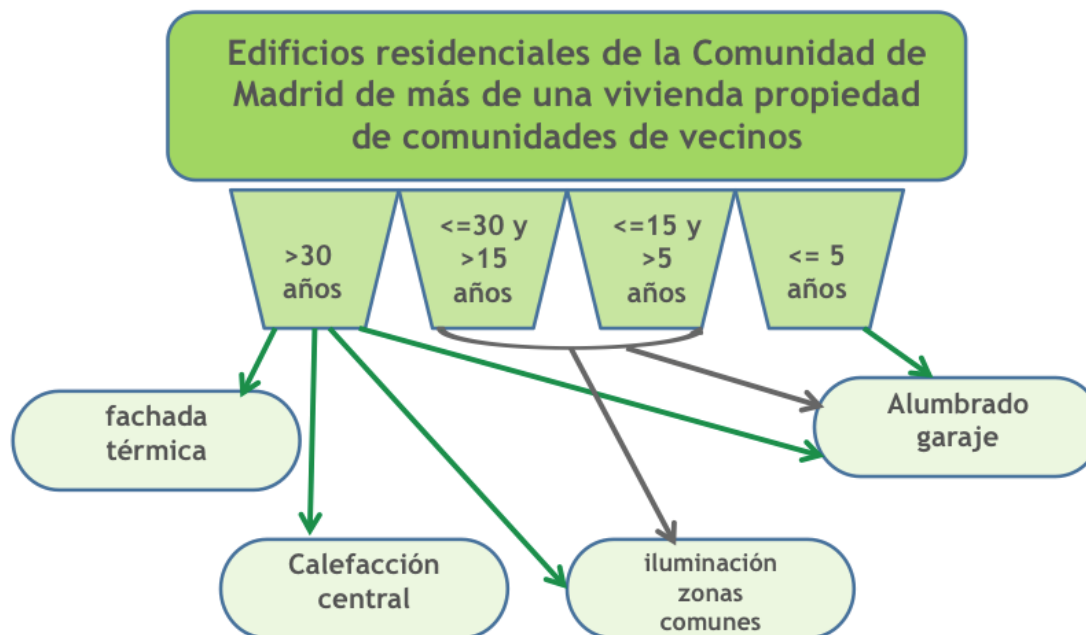 Edificios residenciales de la Comunidad de
Madrid de más de una vivienda propiedad
de comunidades de vecinos
>30
años
<=30 y
>15
años
<=15 y
>5
años
<= 5
años
fachada
térmica
Alumbrado
garaje
Calefacción
central
iluminación
zonas
comunes